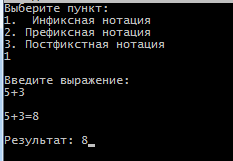 Выберите пункт:
1.  Инфиксная нотация
2. Префиксная нотация
3. Постфикстная нотация
1
Введите выражение:
5+3
5+3=8
Результат: 8